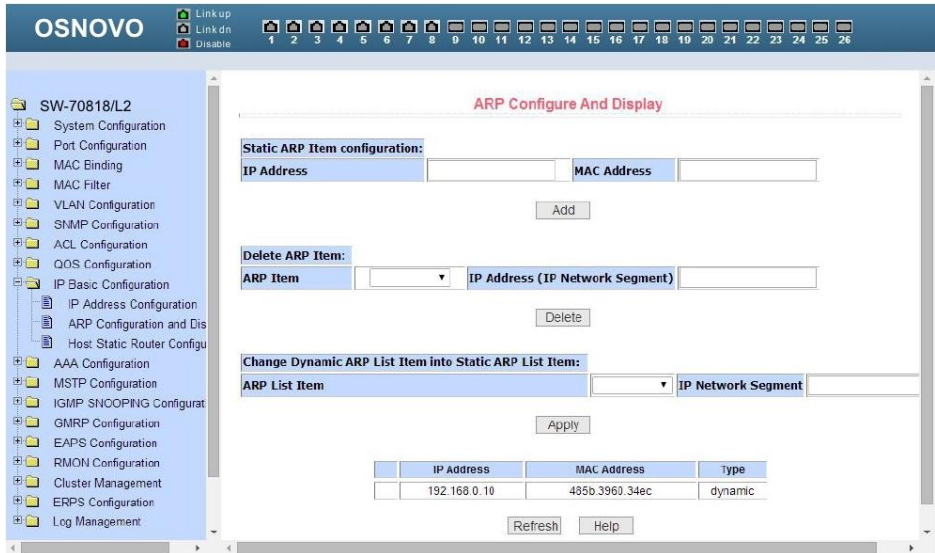 OSNOVO
Link up
Link dn
Disable
1 2 3 4 5 6 7 8 9 10 11 12 13 14 15 16 17 18 19 20 21 22 23 24 25 26
SW-70818/L2
System Configuration
Port Configuration
MAC Binding
MAC Filter
VLAN Configuration
SNMP Configuration
ACL Configuration
QOS Configuration
IP Basic Configuration
IP Address Configuration
ARP Configuration and Dis
Host Static Router Configu
AAA Configuration
MSTP Configuration
IGMP SNOOPING Configurat
GMRP Configuration
EAPS Configuration
RMON Configuration
Cluster Management
ERPS Configuration
Log Management
ARP Configure And Display
Static ARP Item configuration:
IP Address MAC Address
Add
Delete ARP Item:
ARP Item IP Address (IP Network Segment)
Delete
Change Dynamic ARP List Item into Static ARP List Item:
ARP List Item IP Network Segment
Apply
IP Address MAC Address Type
192.168.0.10 485b.3960.34ec dynamic
Refresh Help